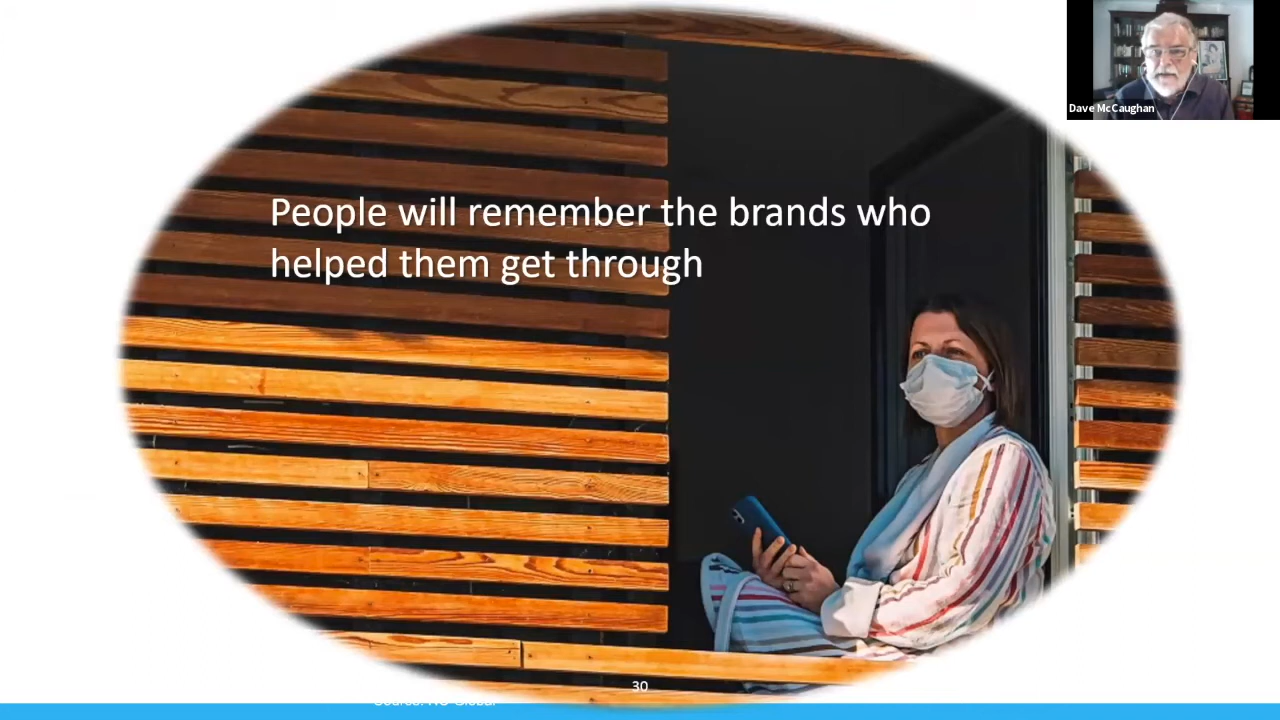 Dave McCaughan
People will remember the brands who
helped them get through
30